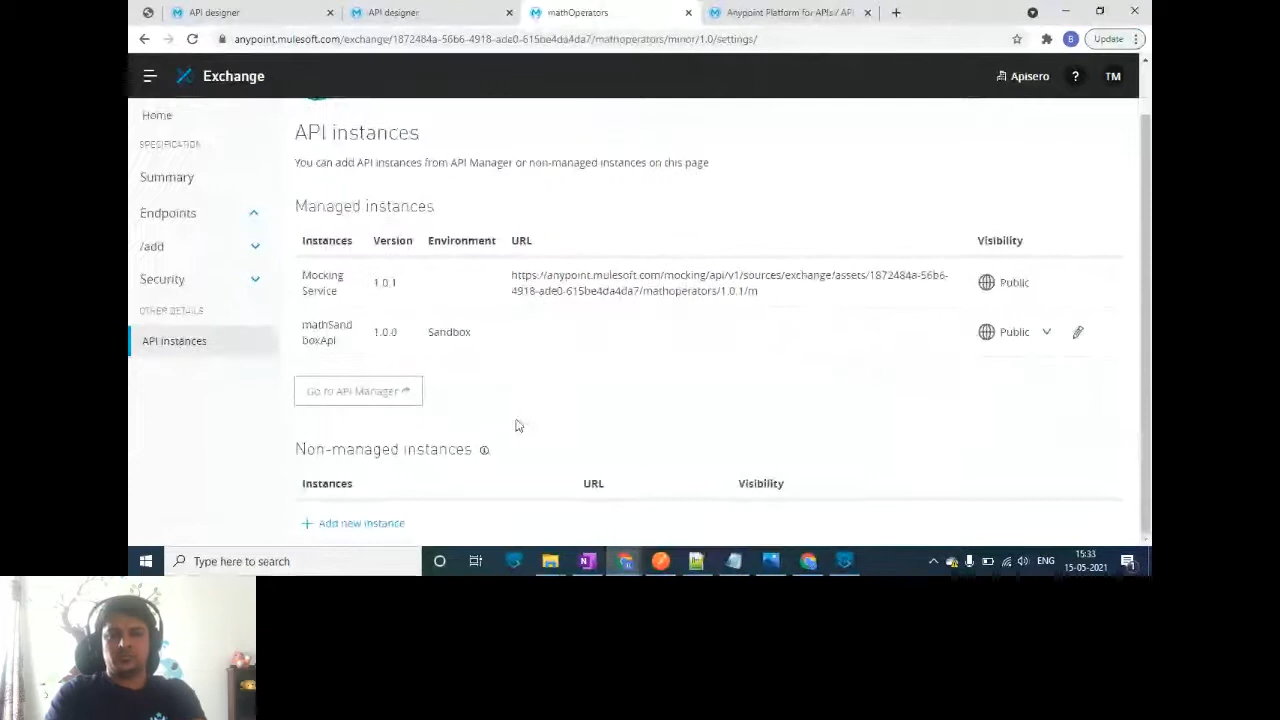 API designer
API designer
mathOperators
Anypoint Platform for APIs / API
anypoint.mulesoft.com/exchange/1872484a-56b6-4918-ade0-615be4da4da7/mathoperators/minor/1.0/settings/
B
Update
Exchange
Apisero
?
TM
Home
SPECIFICATION
Summary
Endpoints
/add
Security
OTHER DETAILS
API instances
API instances
You can add API instances from API Manager or non-managed instances on this page
Managed instances
Instances Version Environment URL Visibility
Mocking Service 1.0.1 https://anypoint.mulesoft.com/mocking/api/v1/sources/exchange/assets/1872484a-56b6-
4918-ade0-615be4da4da7/mathoperators/1.0.1/m Public
mathSand
boxApi 1.0.0 Sandbox Public
Go to API Manager
Non-managed instances
Instances URL Visibility
Add new instance
Type here to search
ENG
15:33
15-05-2021